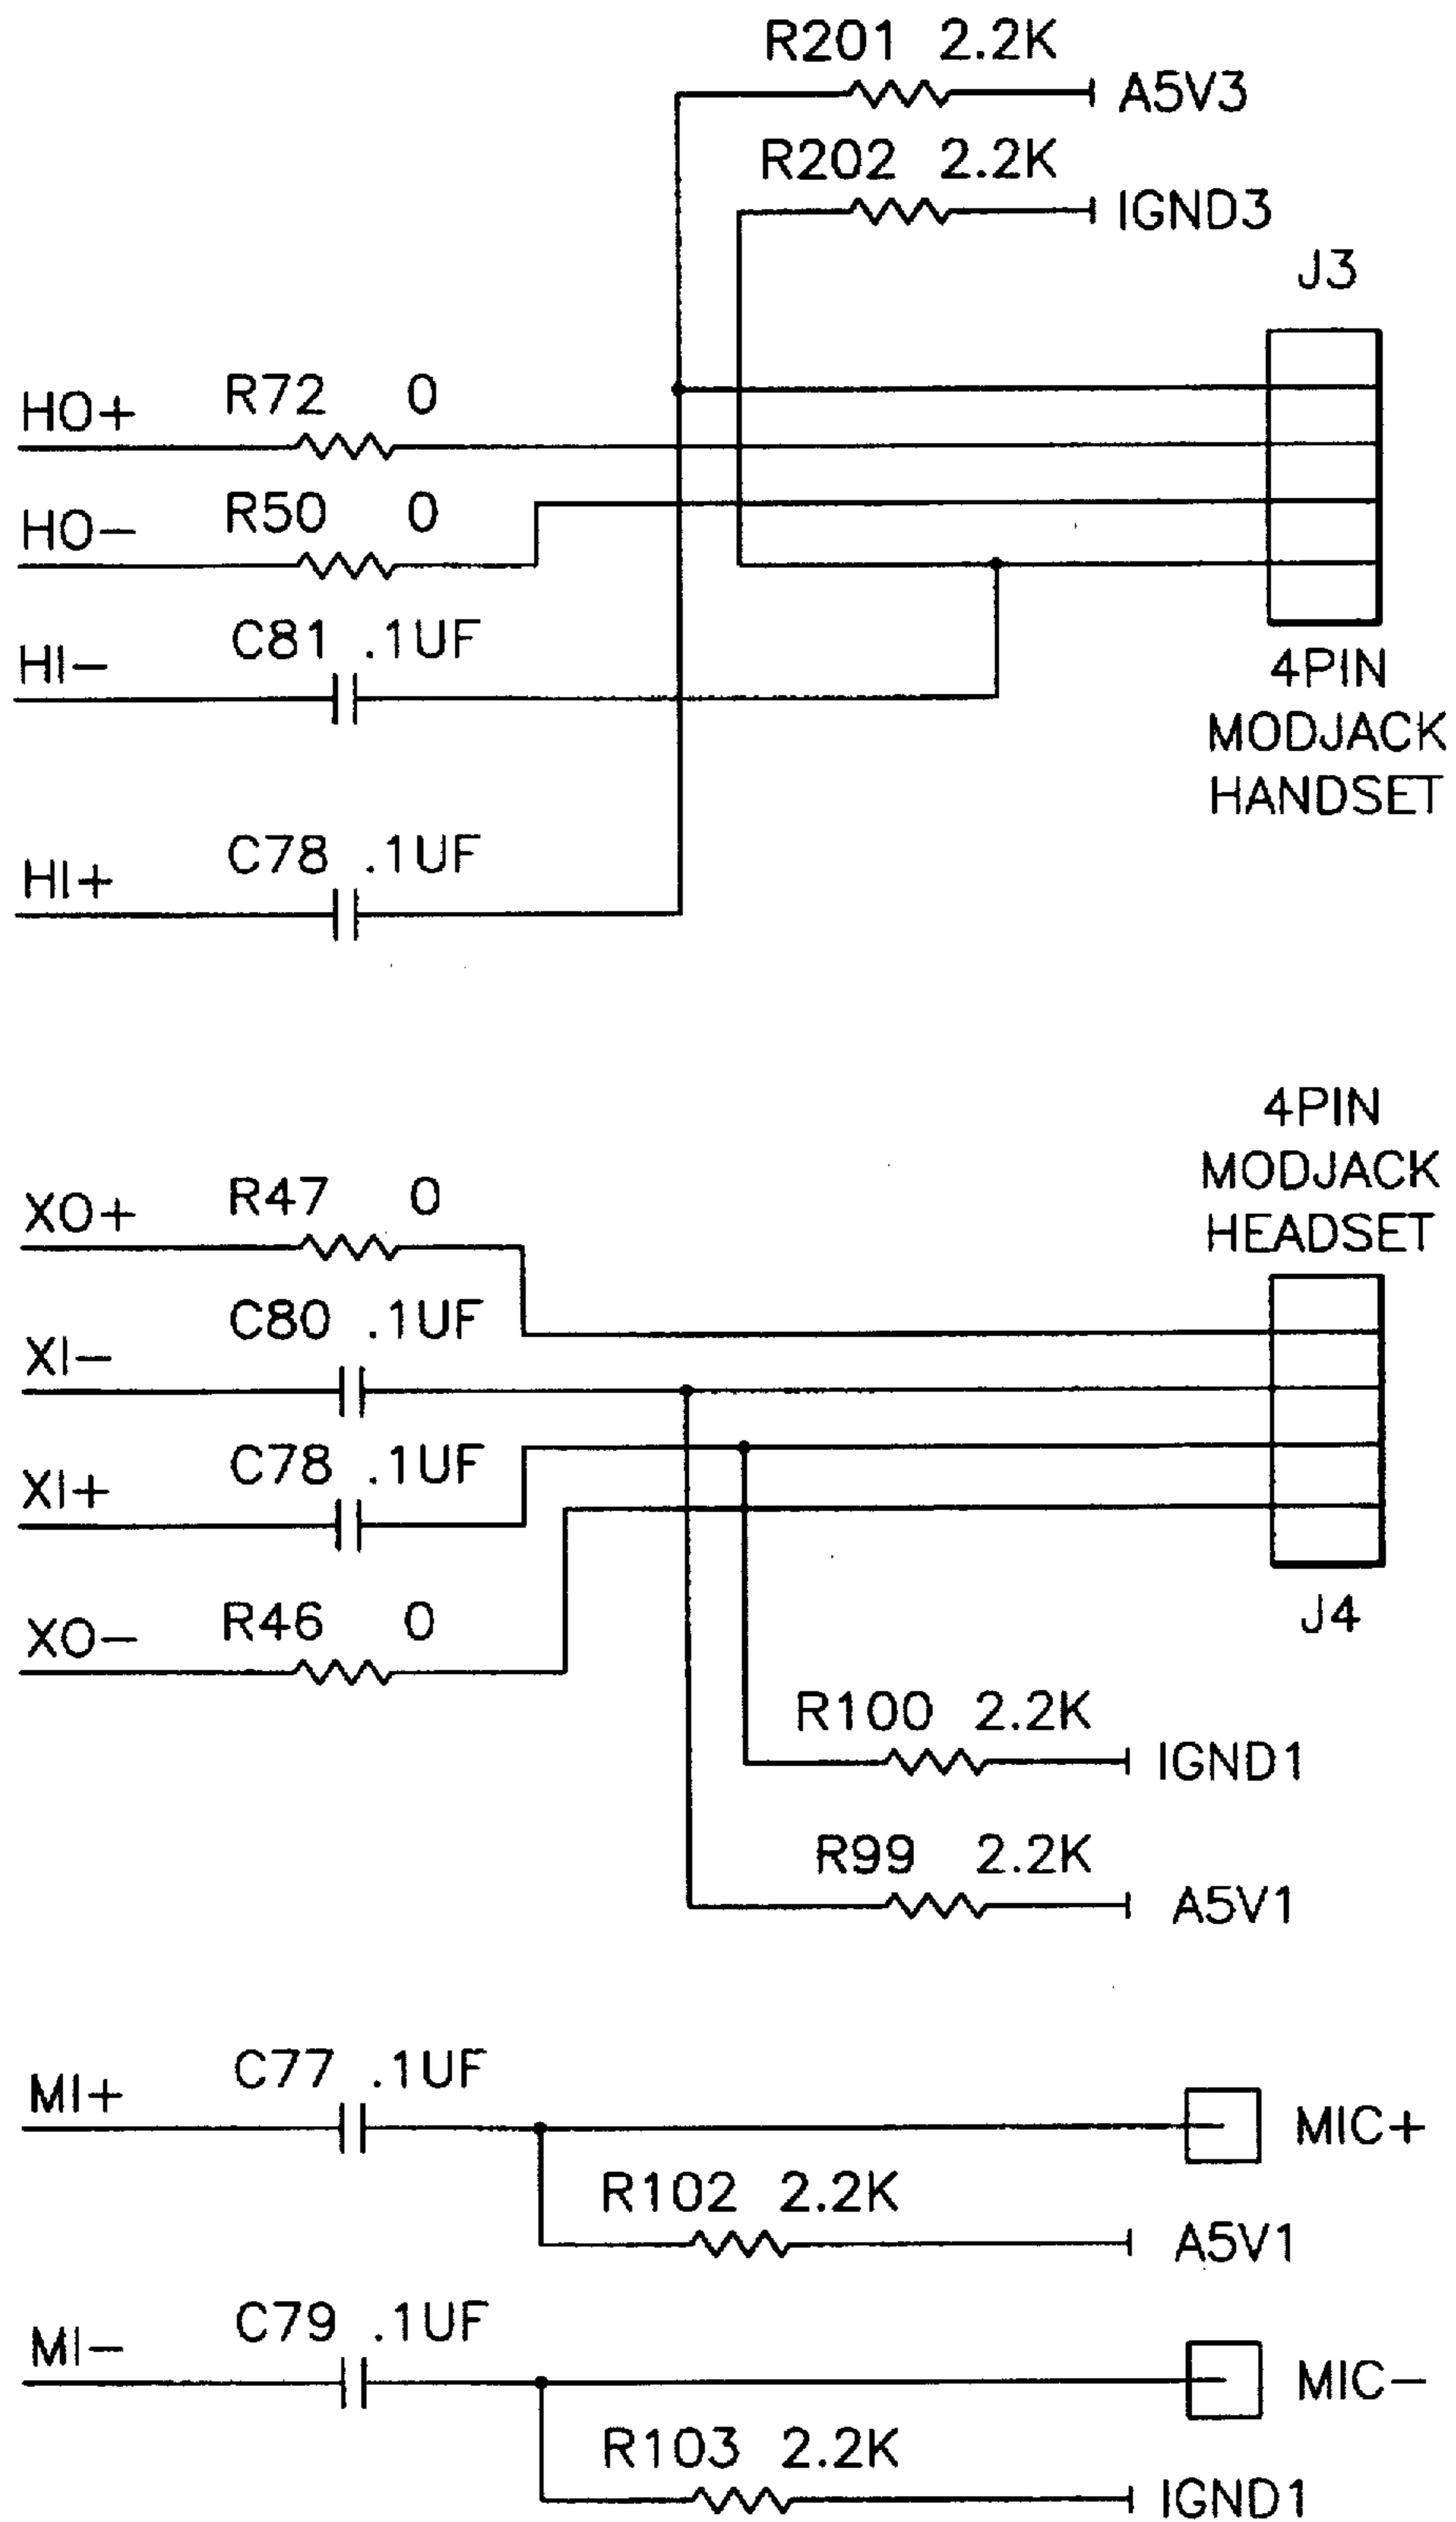 R201 2.2K
A5V3
R202 2.2K
IGND3
J3
R72 0
HO+
R50 0
HO-
C81 .1UF
HI-
4PIN
MODJACK
HANDSET
C78 .1UF
HI+
4PIN
MODJACK
HEADSET
R47 0
XO+
C80 .1UF
XI-
C78 .1UF
XI+
J4
R46 0
XO-
R100 2.2K
IGND1
R99 2.2K
A5V1
C77 .1UF
MI+
MIC+
R102 2.2K
A5V1
C79 .1UF
MI-
MIC-
R103 2.2K
IGND1